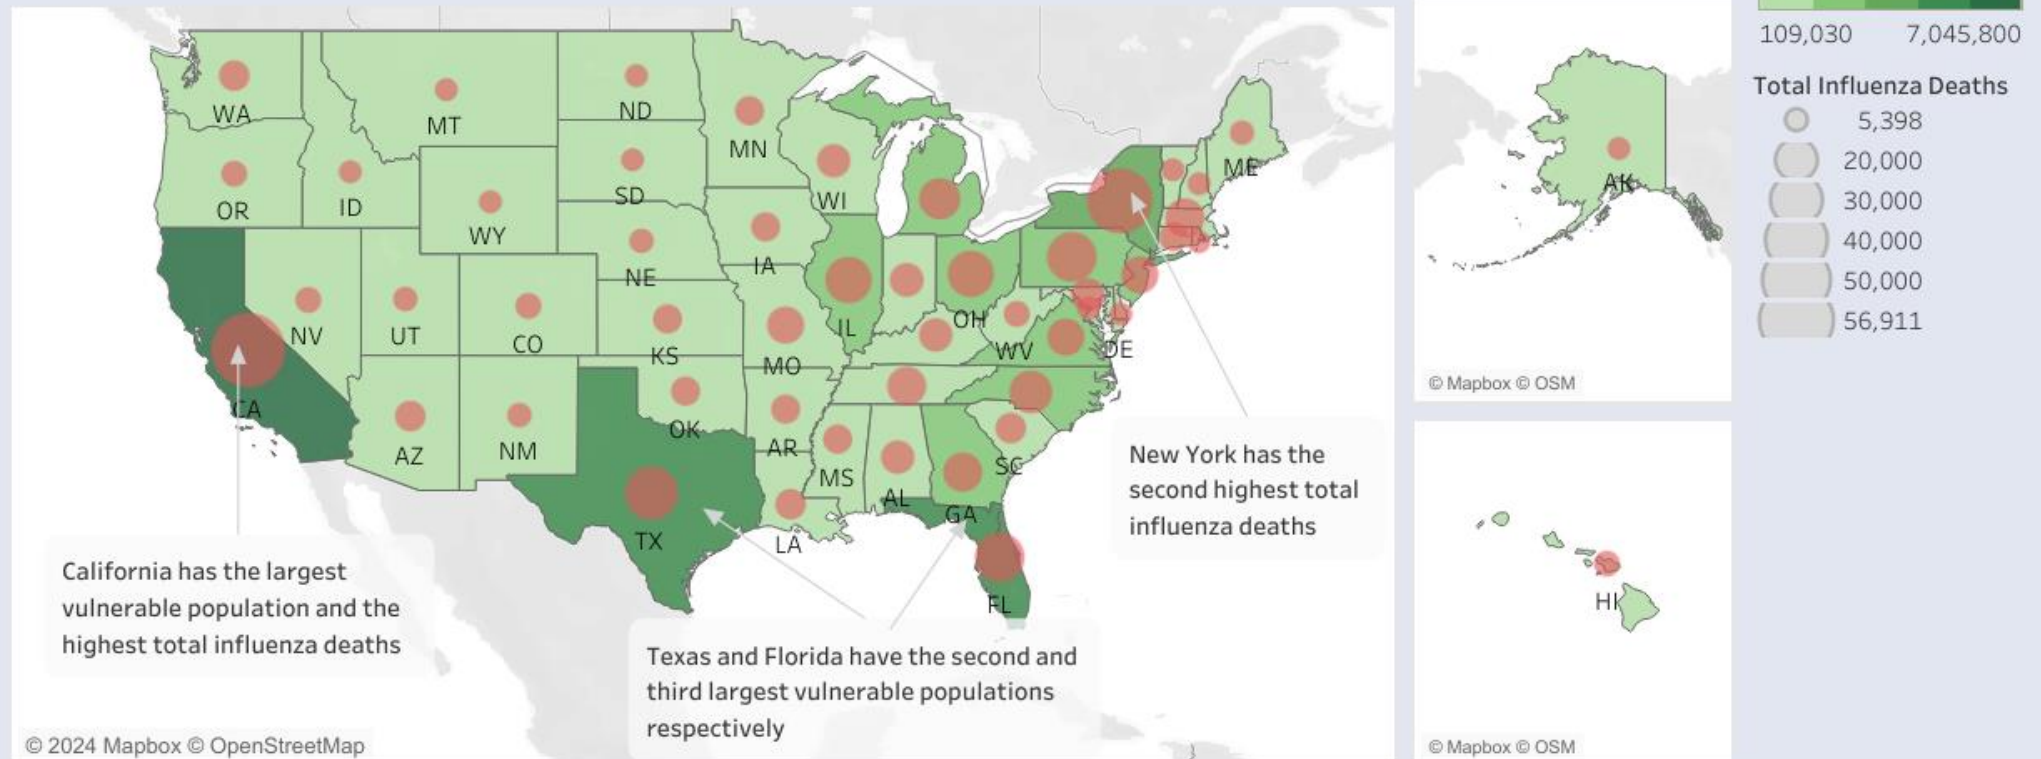 WA
MT
ND
MN
OR
ID
WY
SD
WI
ME
NE
IA
NV
UT
CO
KS
MO
IL
OH
WV
DE
CA
AZ
NM
OK
AR
MS
AL
SC
GA
TX
LA
FL
California has the largest
vulnerable population and the
highest total influenza deaths
Texas and Florida have the second and
third largest vulnerable populations
respectively
New York has the
second highest total
influenza deaths
© 2024 Mapbox © OpenStreetMap
AK
© Mapbox © OSM
HI
© Mapbox © OSM
109,030 7,045,800
Total Influenza Deaths
5,398
20,000
30,000
40,000
50,000
56,911